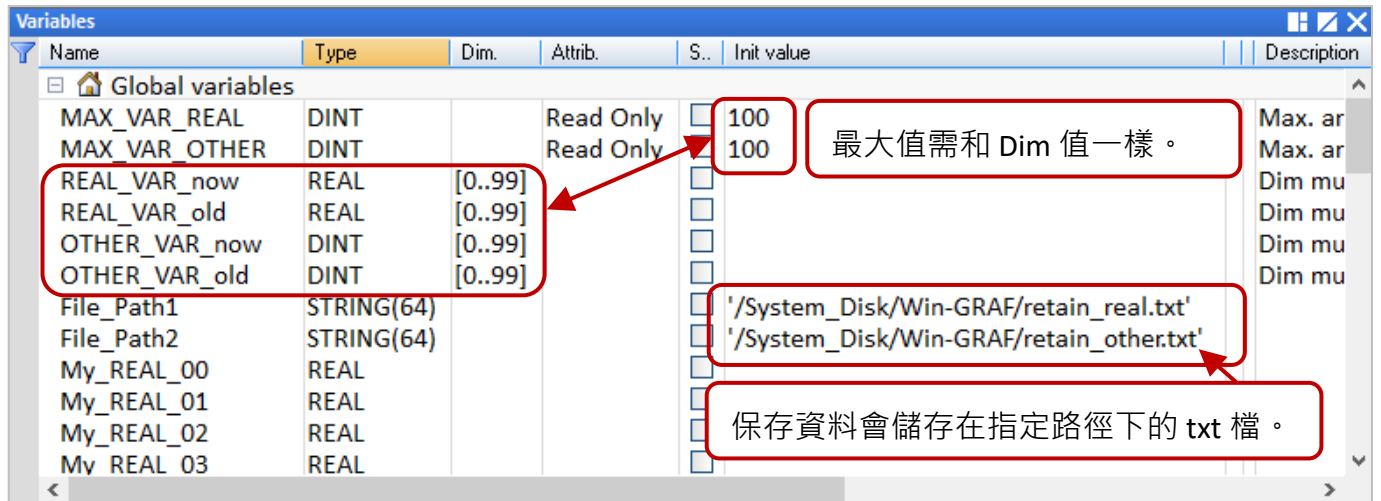 Variables
Name Type Dim. Attrib. S.. Init value Description
Global variables
MAX_VAR_REAL DINT Read Only 100 Max. ar
MAX_VAR_OTHER DINT Read Only 100 Max. ar
最大值需和 Dim 值一樣。
REAL_VAR_now REAL [0..99] Dim mu
REAL_VAR_old REAL [0..99] Dim mu
OTHER_VAR_now DINT [0..99] Dim mu
OTHER_VAR_old DINT [0..99] Dim mu
File_Path1 STRING(64) '/System_Disk/Win-GRAF/retain_real.txt'
File_Path2 STRING(64) '/System_Disk/Win-GRAF/retain_other.txt'
My_REAL_00 REAL
My_REAL_01 REAL
My_REAL_02 REAL
My_REAL_03 REAL
保存資料會儲存在指定路徑下的 txt 檔。